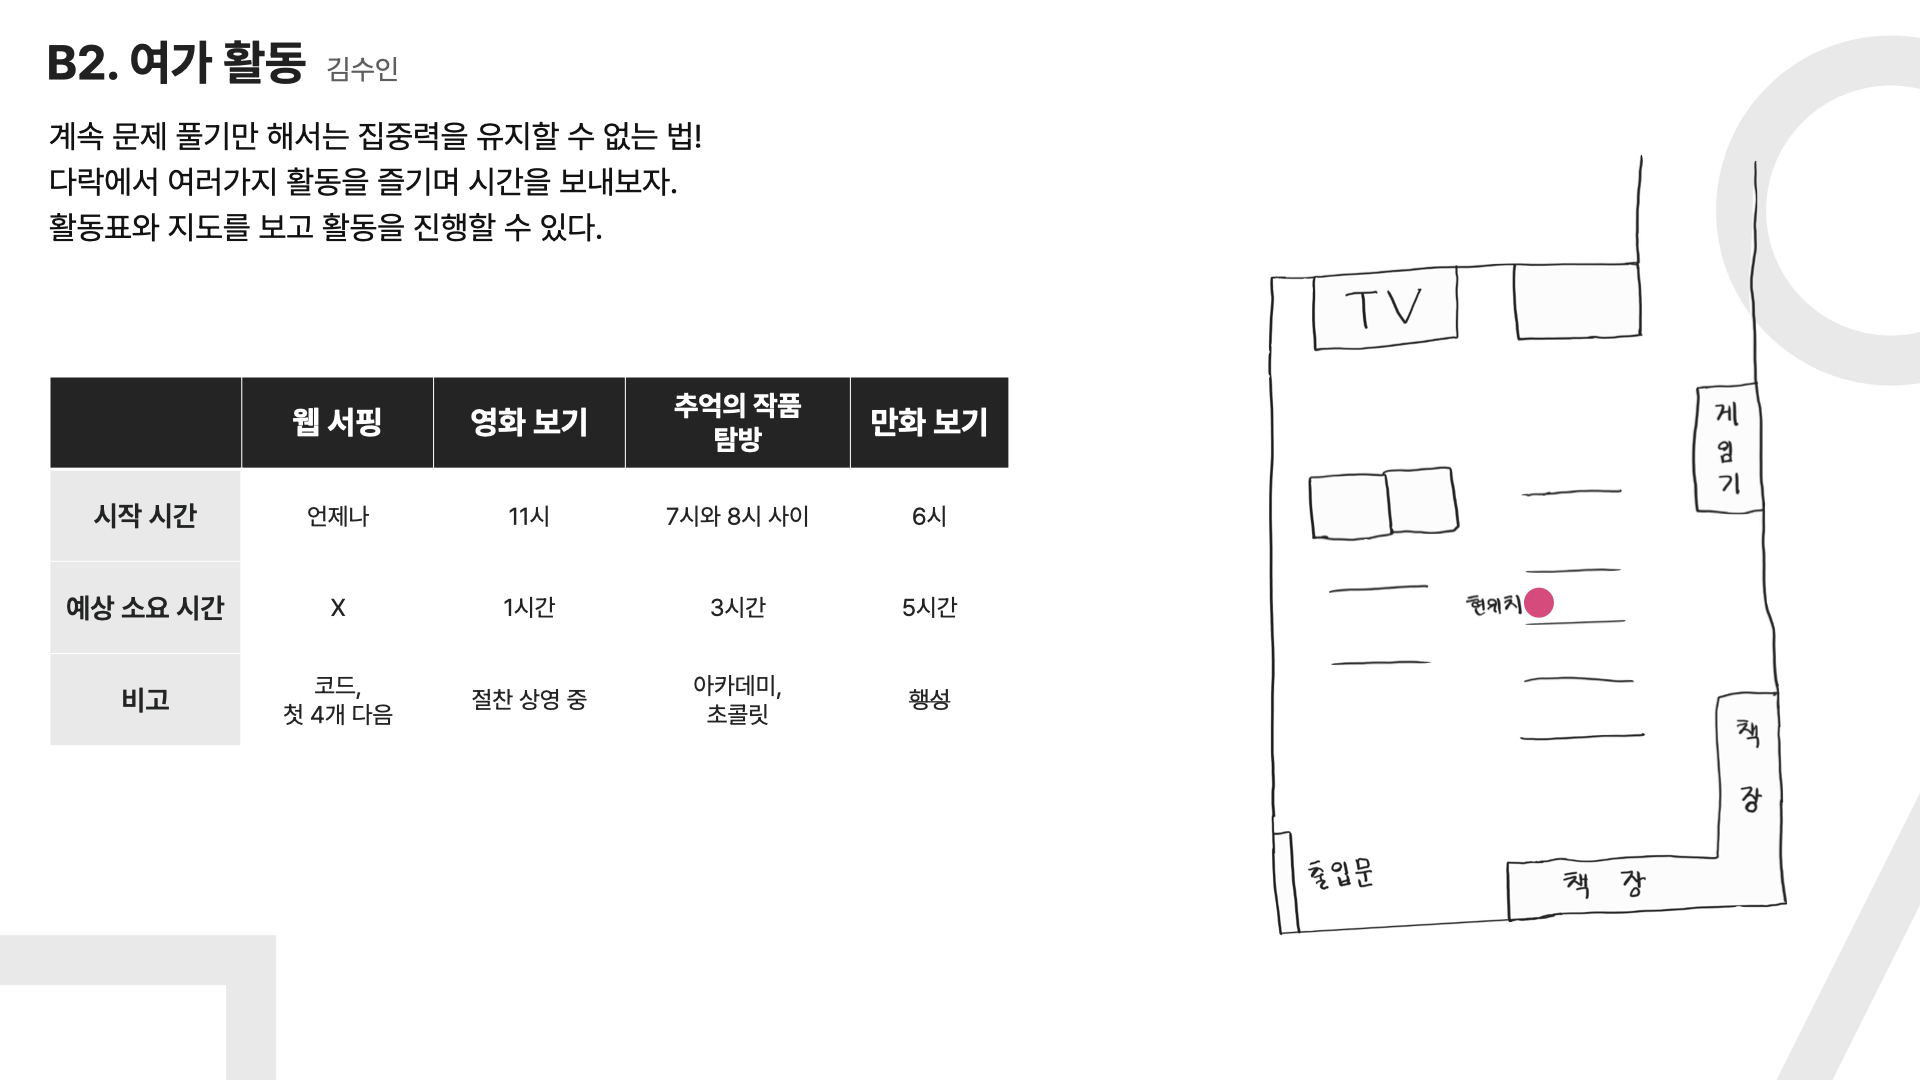 B2. 여가 활동 김수인
계속 문제 풀기만 해서는 집중력을 유지할 수 없는 법!
다락에서 여러가지 활동을 즐기며 시간을 보내보자.
활동표와 지도를 보고 활동을 진행할 수 있다.
웹 서핑 영화 보기 추억의 작품 만화 보기
탐방
시작 시간 언제나 11시 7시와 8시 사이 6시
예상 소요 시간 X 1시간 3시간 5시간
비고 코드, 절찬 상영 중 아카데미, 행성
첫 4개 다음 초콜릿
TV
게
임
기
현위치
책
장
출입문
책 장